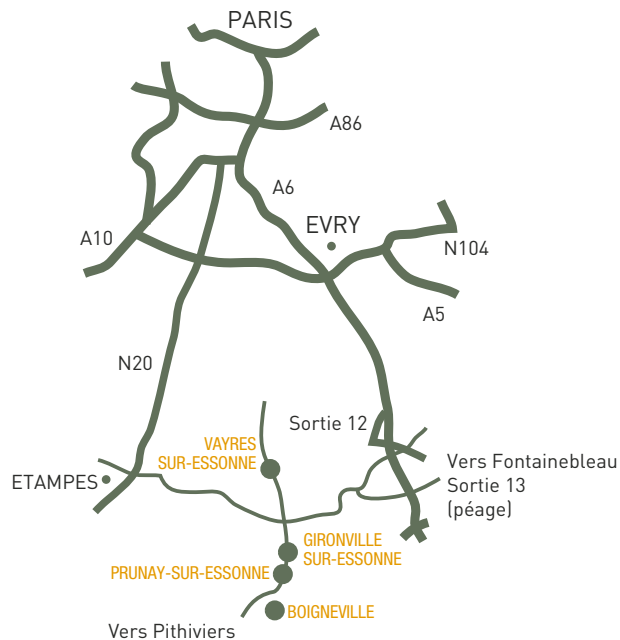 PARIS
A86
A6
EVRY
A10
N104
A5
N20
Sortie 12
VAYRES
SUR-ESSONNE
Vers Fontainebleau
Sortie 13
(péage)
ETAMPES
GIRONVILLE
SUR-ESSONNE
PRUNAY-SUR-ESSONNE
BOIGNEVILLE
Vers Pithiviers